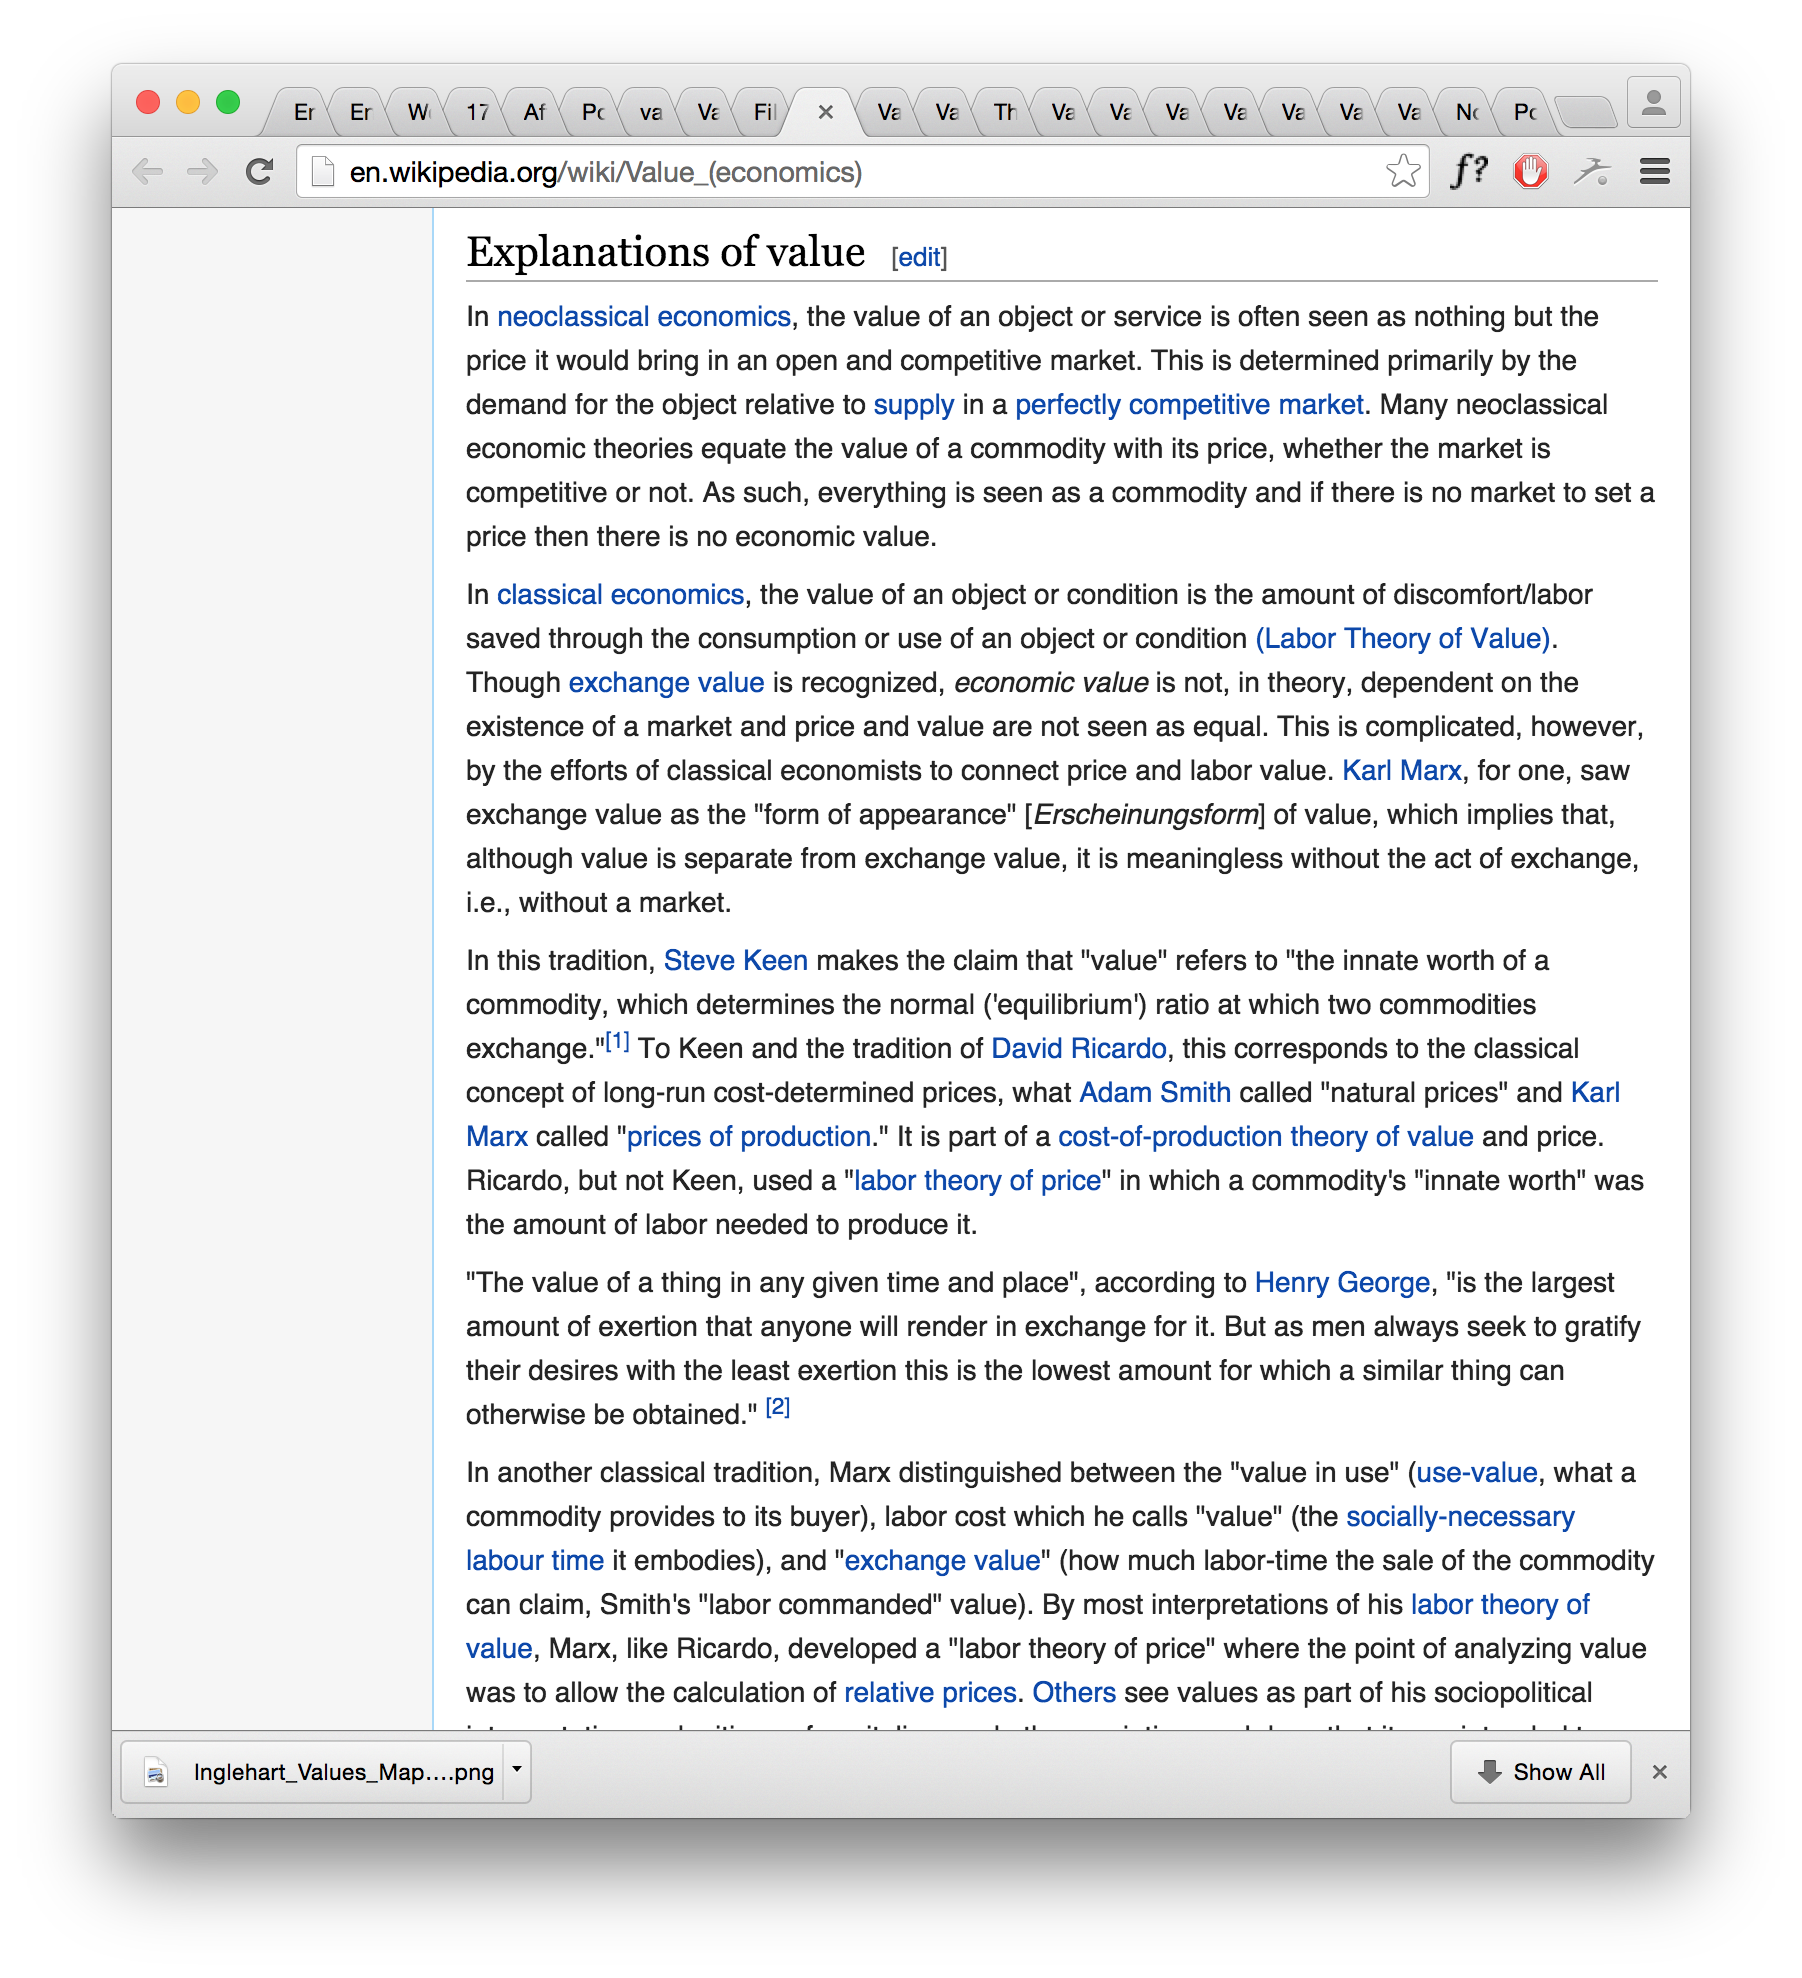 Er Er W 17 Af Po va Va Fil × Va Va Th Va Va Va Va Va Va Va No Po
en.wikipedia.org/wiki/Value_(economics)
f?
Explanations of value [edit]
In neoclassical economics, the value of an object or service is often seen as nothing but the
price it would bring in an open and competitive market. This is determined primarily by the
demand for the object relative to supply in a perfectly competitive market. Many neoclassical
economic theories equate the value of a commodity with its price, whether the market is
competitive or not. As such, everything is seen as a commodity and if there is no market to set a
price then there is no economic value.
In classical economics, the value of an object or condition is the amount of discomfort/labor
saved through the consumption or use of an object or condition (Labor Theory of Value).
Though exchange value is recognized, economic value is not, in theory, dependent on the
existence of a market and price and value are not seen as equal. This is complicated, however,
by the efforts of classical economists to connect price and labor value. Karl Marx, for one, saw
exchange value as the "form of appearance" [Erscheinungsform] of value, which implies that,
although value is separate from exchange value, it is meaningless without the act of exchange,
i.e., without a market.
In this tradition, Steve Keen makes the claim that "value" refers to "the innate worth of a
commodity, which determines the normal ('equilibrium') ratio at which two commodities
exchange."[1] To Keen and the tradition of David Ricardo, this corresponds to the classical
concept of long-run cost-determined prices, what Adam Smith called "natural prices" and Karl
Marx called "prices of production." It is part of a cost-of-production theory of value and price.
Ricardo, but not Keen, used a "labor theory of price" in which a commodity's "innate worth" was
the amount of labor needed to produce it.
"The value of a thing in any given time and place", according to Henry George, "is the largest
amount of exertion that anyone will render in exchange for it. But as men always seek to gratify
their desires with the least exertion this is the lowest amount for which a similar thing can
otherwise be obtained." [2]
In another classical tradition, Marx distinguished between the "value in use" (use-value, what a
commodity provides to its buyer), labor cost which he calls "value" (the socially-necessary
labour time it embodies), and "exchange value" (how much labor-time the sale of the commodity
can claim, Smith's "labor commanded" value). By most interpretations of his labor theory of
value, Marx, like Ricardo, developed a "labor theory of price" where the point of analyzing value
was to allow the calculation of relative prices. Others see values as part of his sociopolitical
Inglehart_Values_Map....png
Show All ×